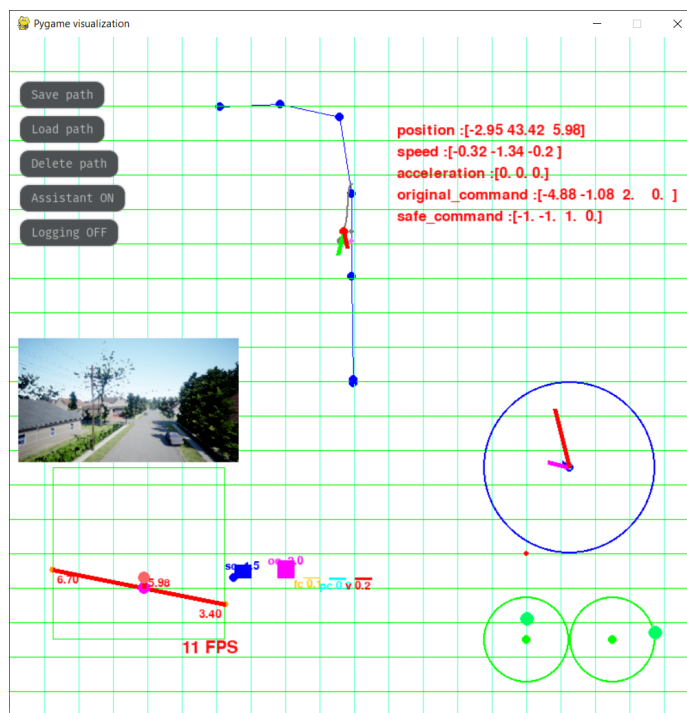 Pygame visualization
Save path
Load path
Delete path
Assistant ON
Logging OFF
position :[-2.95 43.42 5.98]
speed :[-0.32 -1.34 -0.2 ]
acceleration :[0. 0. 0.]
original_command :[-4.88 -1.08 2. 0. ]
safe_command :[-1. -1. 1. 0.]
6.70
5.98
3.40
v 0.2
11 FPS